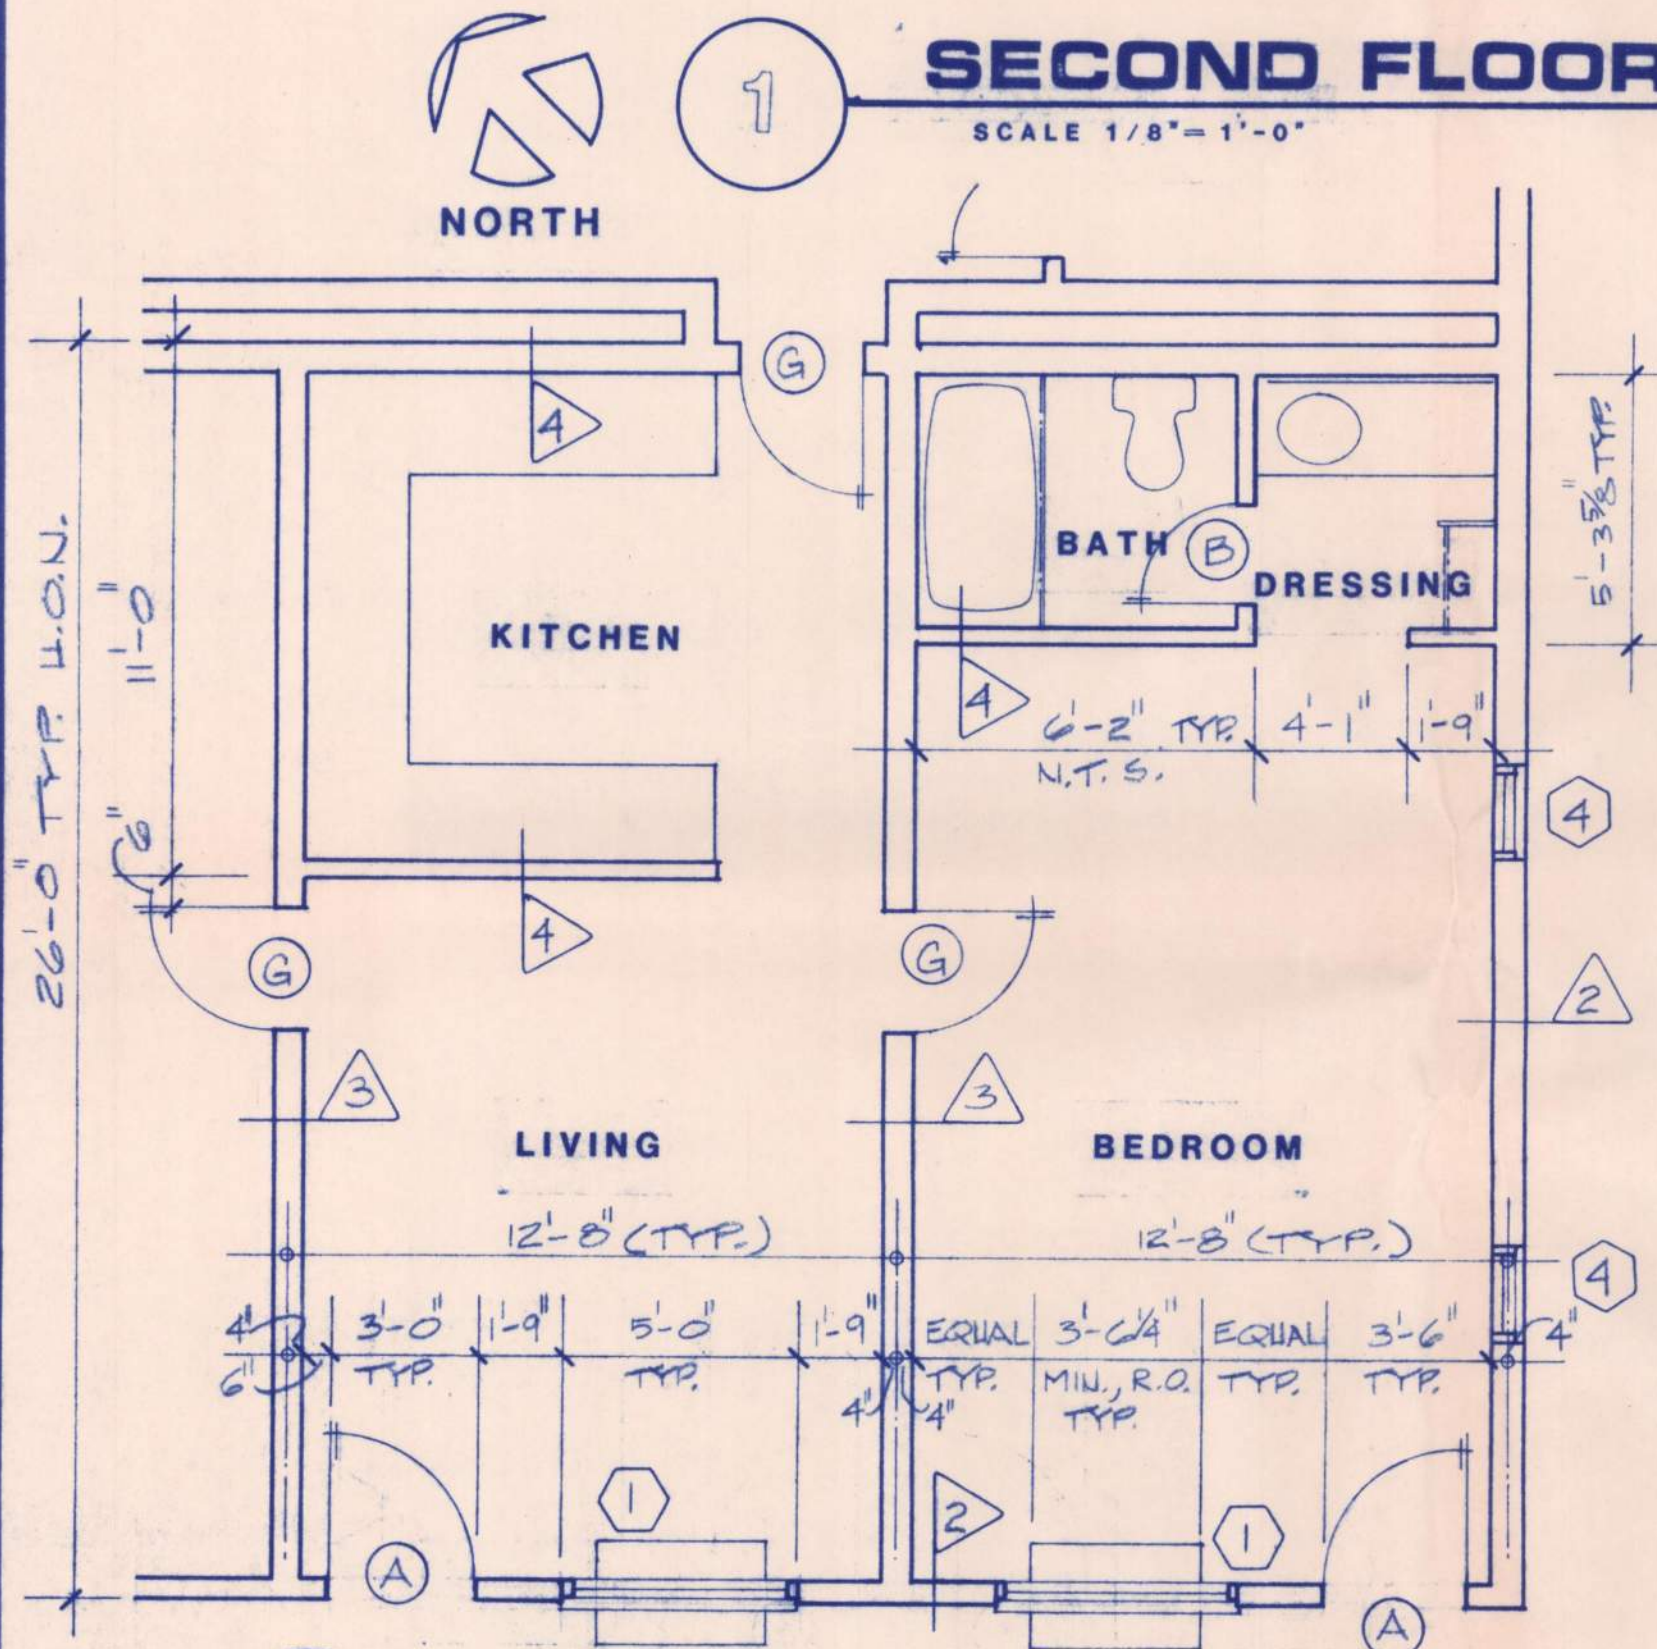 1
SECOND FLOOR
SCALE 1/8"= 1'-0"
NORTH
G
4
5'-3 5/8" TYP.
26'-0" TYP. U.O.N.
11'-0"
6"
KITCHEN
BATH
B
DRESSING
4
6'-2" TYP.
4'-1"
1'-9"
N.T.S.
4
4
G
G
2
3
3
LIVING
BEDROOM
12'-8" (TYP.)
12'-8" (TYP.)
4
4"
3'-0"
1'-9"
5'-0"
1'-9"
EQUAL
3'-6 1/4"
EQUAL
3'-6"
4"
6"
TYP.
TYP.
4"
4"
TYP.
MIN., R.O.
TYP.
TYP.
TYP.
1
2
1
A
A